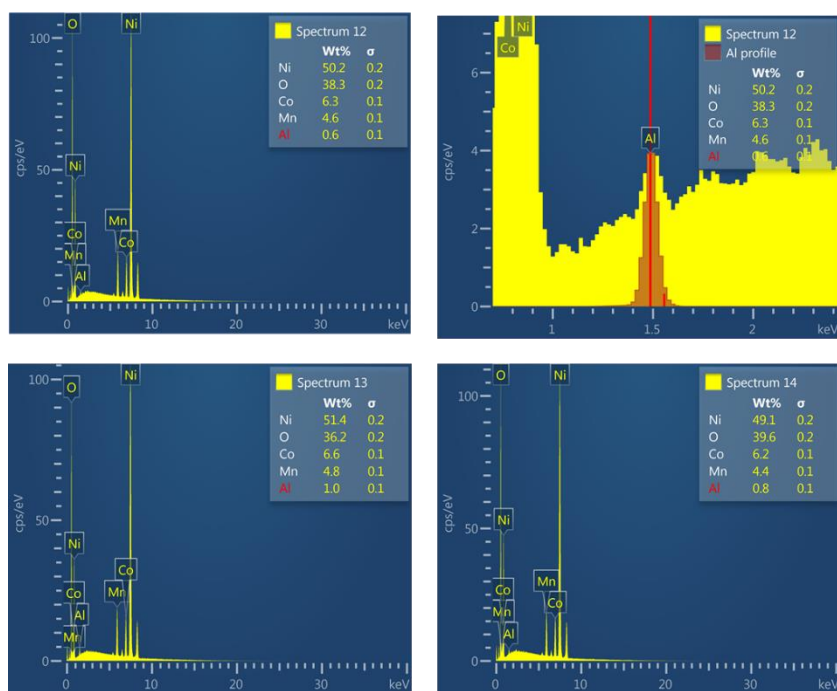 Spectrum 12
Wt% σ
Ni 50.2 0.2
O 38.3 0.2
Co 6.3 0.1
Mn 4.6 0.1
Al 0.6 0.1
O Ni
100
Ni
50
Mn
Co Co
Mn
Al
0
0 10 20 30 keV
cps/eV
Spectrum 12
Al profile
Wt% σ
Ni 50.2 0.2
O 38.3 0.2
Co 6.3 0.1
Mn 4.6 0.1
Al 0.6 0.1
Ni
Co
Al
6
4
2
0
1 1.5 2 keV
cps/eV
Spectrum 13
Wt% σ
Ni 51.4 0.2
O 36.2 0.2
Co 6.6 0.1
Mn 4.8 0.1
Al 1.0 0.1
100
O Ni
50
Ni
Co
Co Mn
Al
Mn
0
0 10 20 30 keV
cps/eV
Spectrum 14
Wt% σ
Ni 49.1 0.2
O 39.6 0.2
Co 6.2 0.1
Mn 4.4 0.1
Al 0.8 0.1
O Ni
100
Ni
50
Mn
Co
Mn Co
Al
0
0 10 20 30 keV
cps/eV